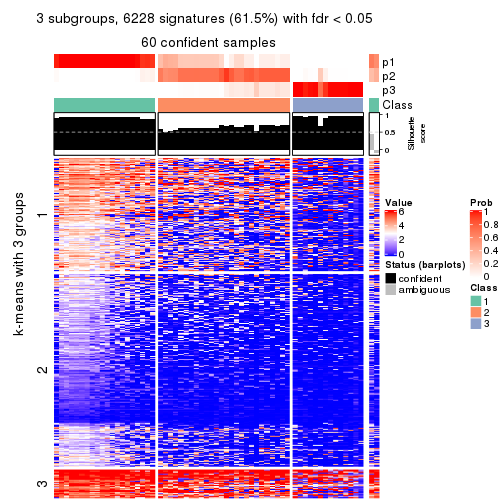 3 subgroups, 6228 signatures (61.5%) with fdr < 0.05
60 confident samples
p1
p2
p3
Class
1
0.5
0
Silhouette
score
k-means with 3 groups
1
2
3
Value
6
4
2
0
Status (barplots)
confident
ambiguous
Prob
1
0.8
0.6
0.4
0.2
0
Class
1
2
3